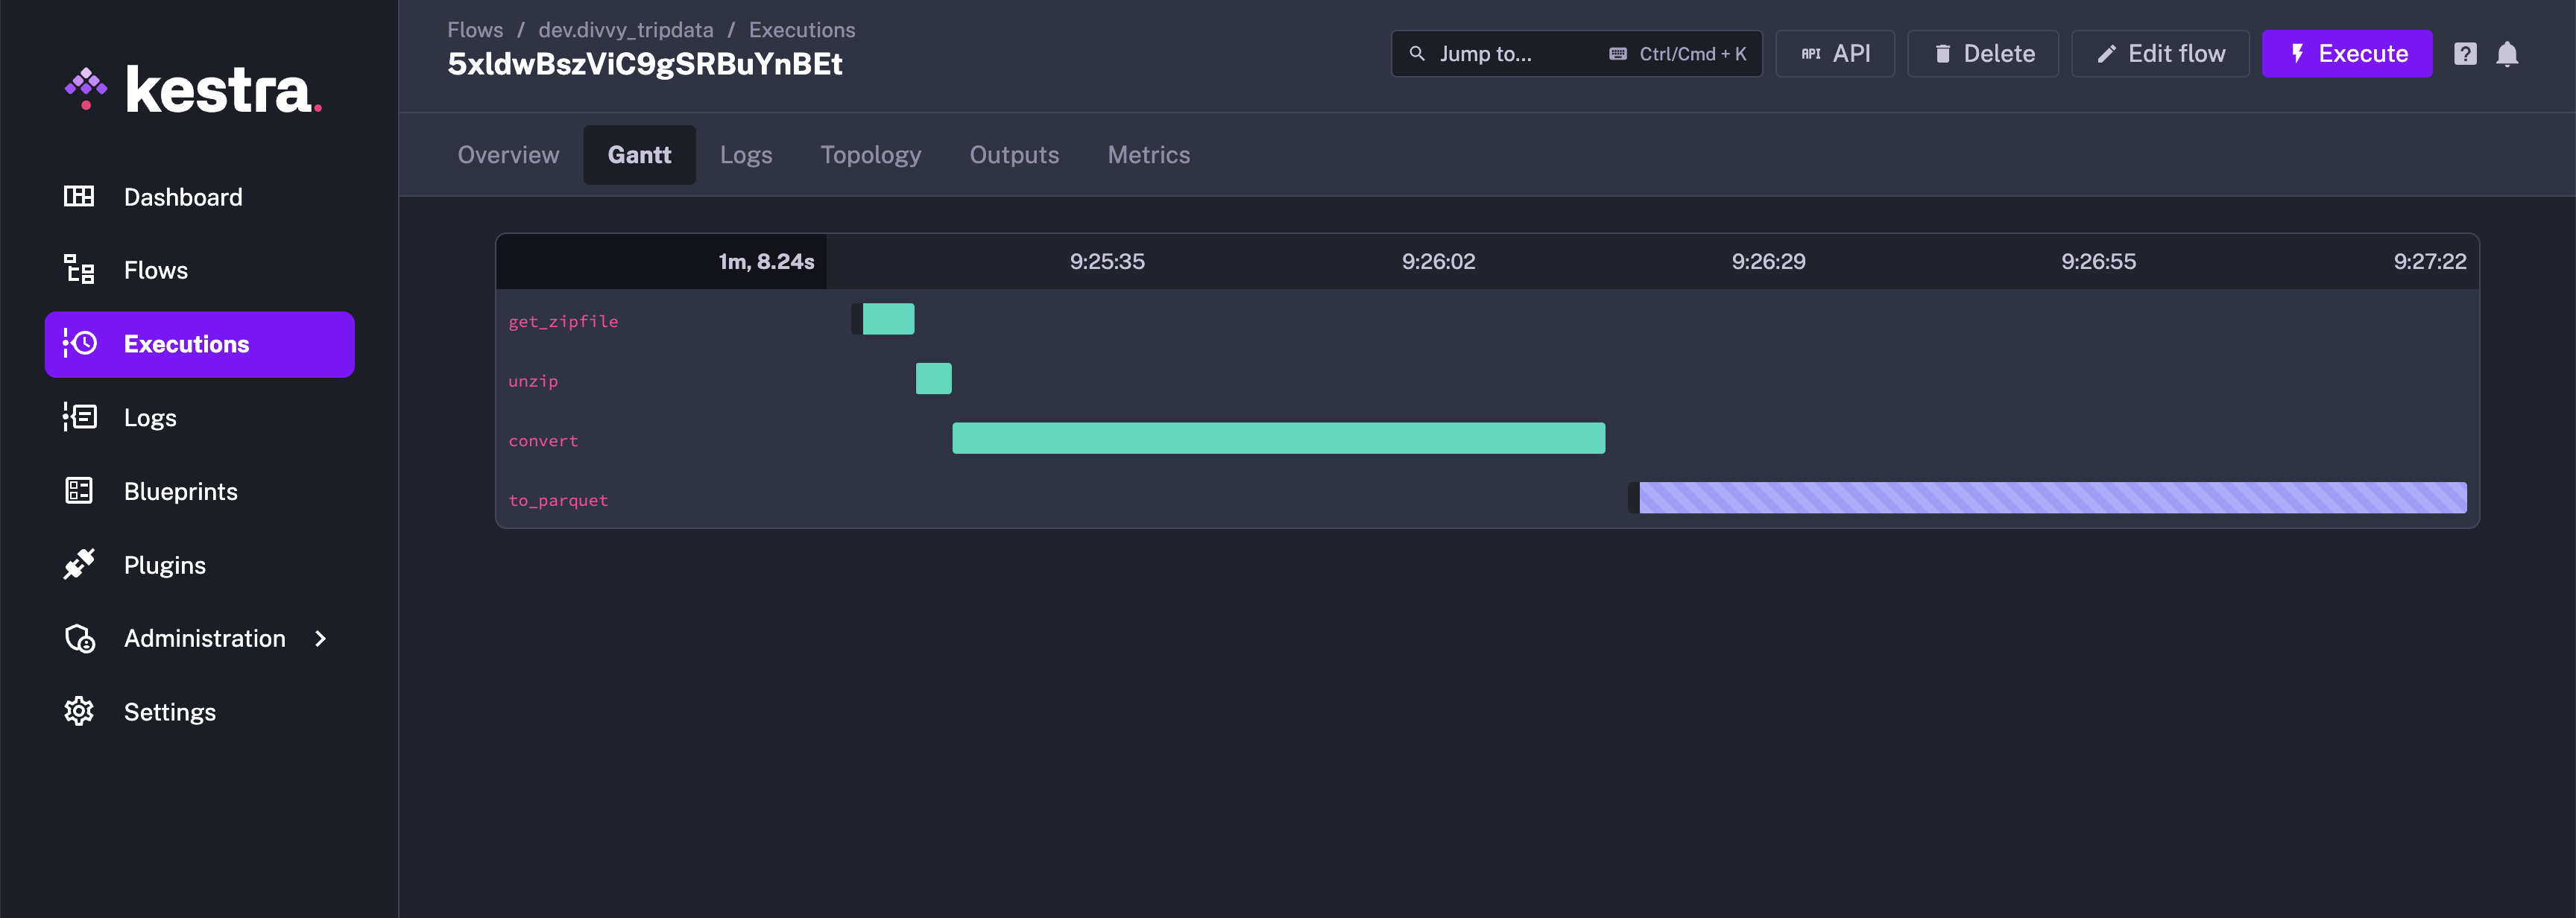 kestra.
Dashboard
Flows
Executions
Logs
Blueprints
Plugins
Administration
Settings
Flows / dev.divvy_tripdata / Executions
5xldwBszViC9gSRBuYnBEt
Jump to... Ctrl/Cmd + K
API API
Delete
Edit flow
Execute
?
Overview Gantt Logs Topology Outputs Metrics
1m, 8.24s 9:25:35 9:26:02 9:26:29 9:26:55 9:27:22
get_zipfile
unzip
convert
to_parquet